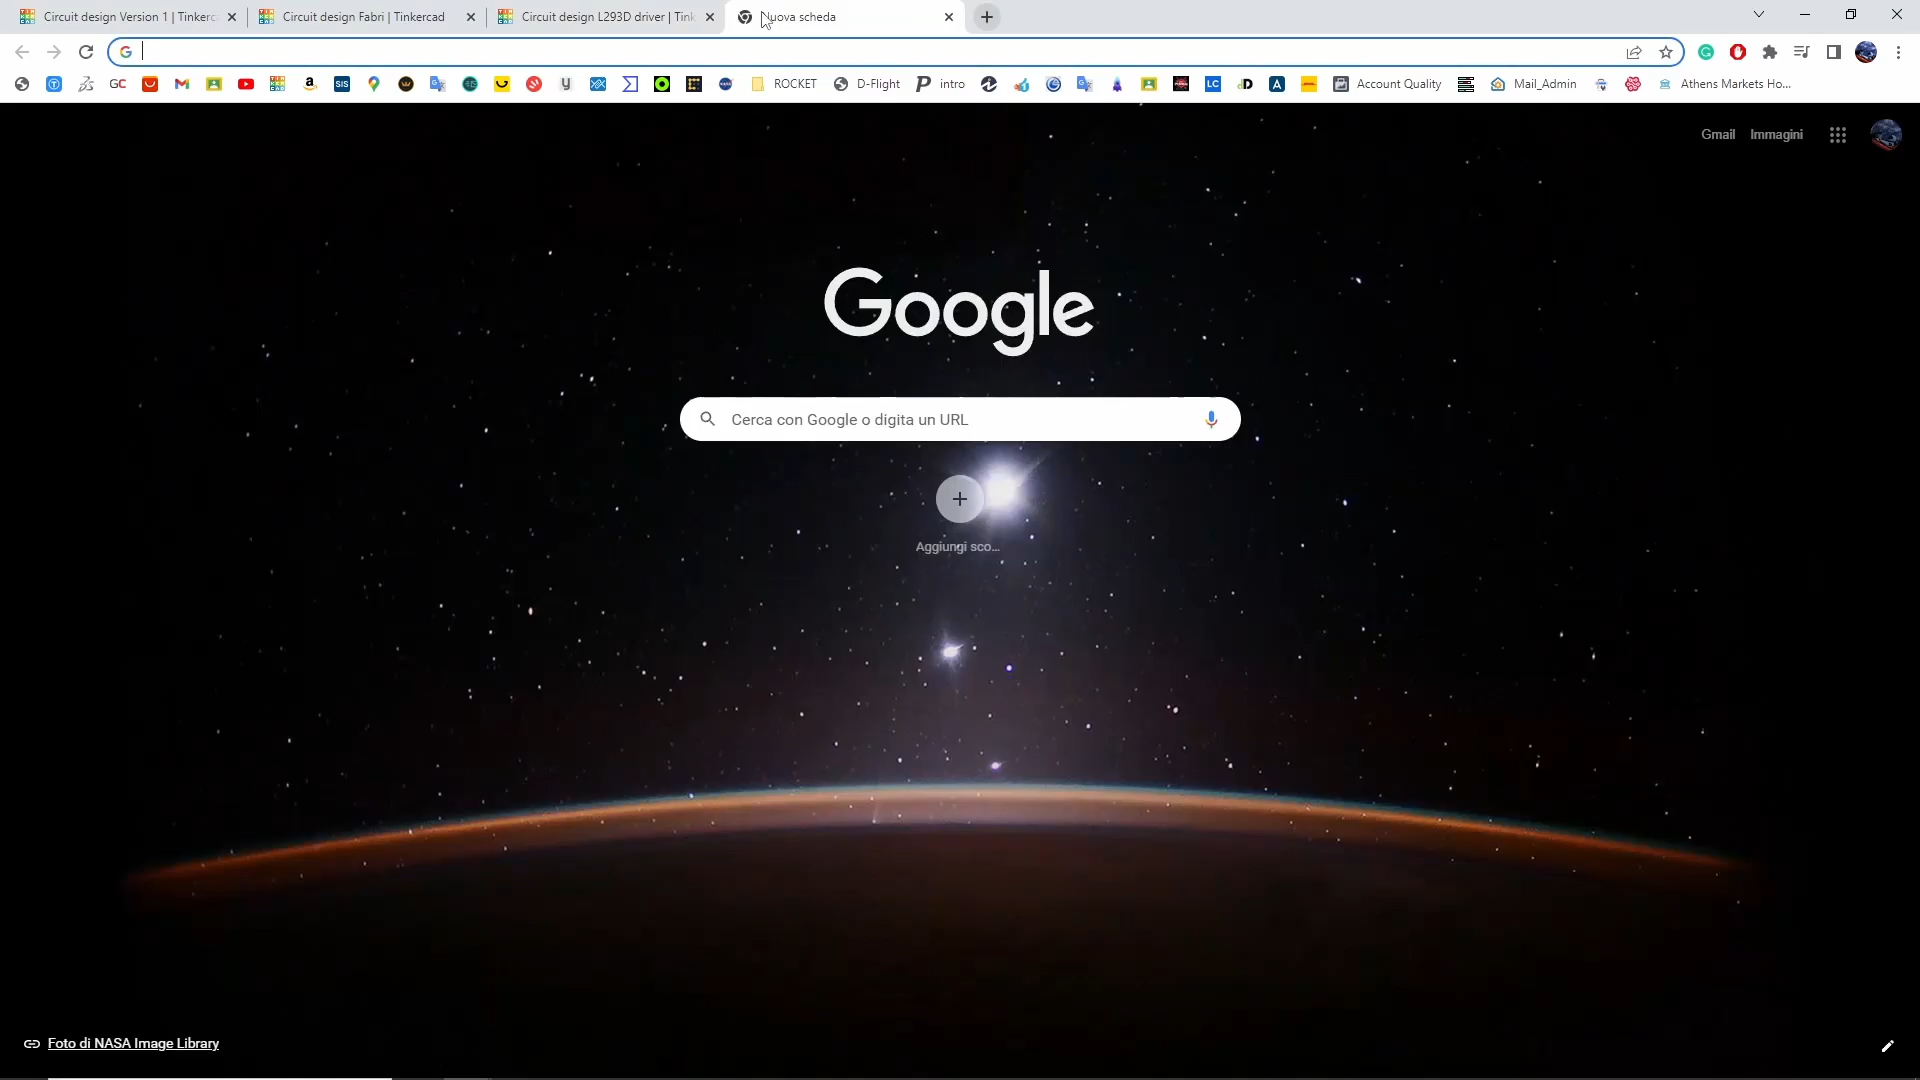 Circuit design Version 1 | Tinkerc
Circuit design Fabri | Tinkercad
Circuit design L293D driver | Tink
Nuova scheda
GC
SIS
ROCKET
D-Flight
intro
LC
Account Quality
Mail_Admin
Athens Markets Ho...
Gmail
Immagini
Google
Cerca con Google o digita un URL
Aggiungi sco...
Foto di NASA Image Library